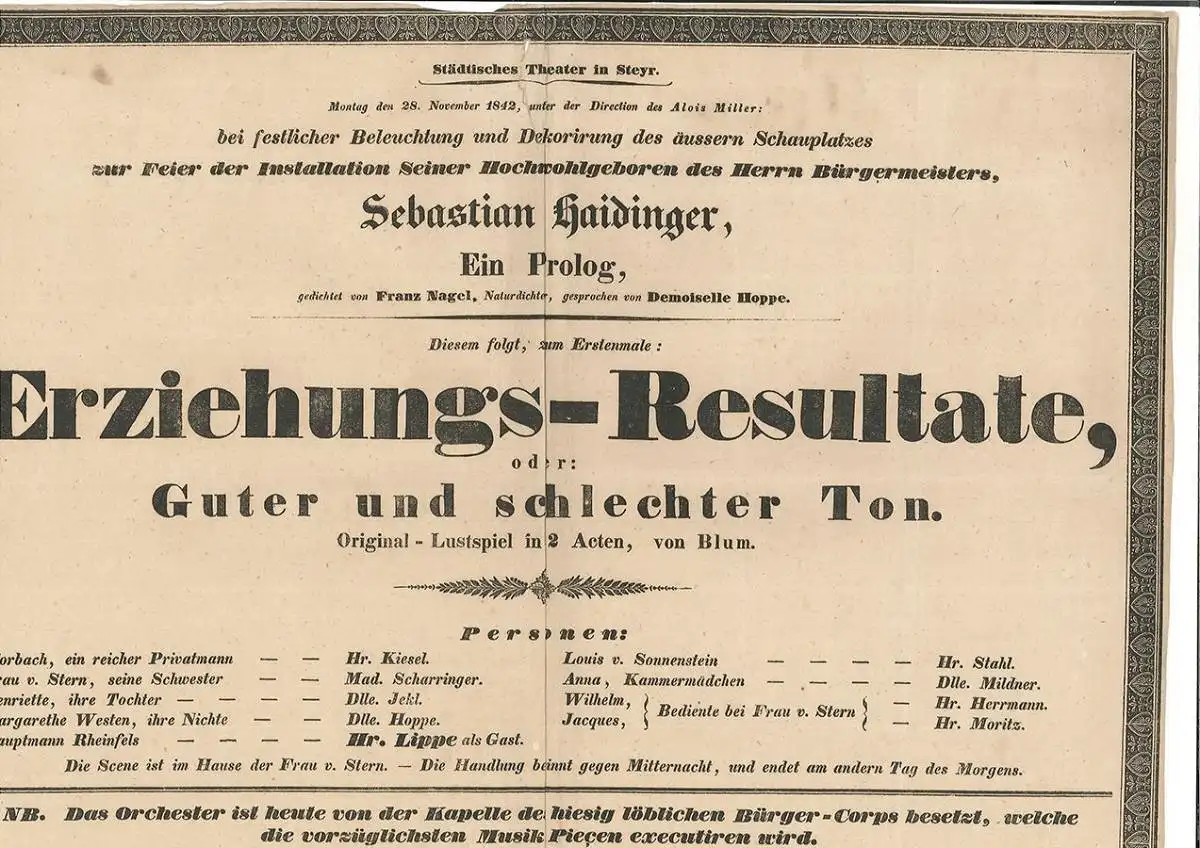 Städtisches Theater in Steyr.
Montag den 28. November 1842, unter der Direction des Alois Miller:
bei festlicher Beleuchtung und Dekorirung des äussern Schauplatzes
zur Feier der Installation Seiner Hochwohlgeboren des Herrn Bürgermeisters,
Sebastian Haidinger,
Ein Prolog,
gedichtet von Franz Nagel, Naturdichte, gesprochen von Demoiselle Hoppe.
Diesem folgt, zum Erstenmale:
Erziehungs-Resultate,
oder:
Guter und schlechter Ton.
Original-Lustspiel in 2 Acten, von Blum.
Personen:
orbach, ein reicher Privatmann — — Hr. Kiesel.
rau v. Stern, seine Schwester — — Mad. Scharringer.
enriette, ihre Tochter — — — — Dlle. Jekl.
argarethe Westen, ihre Nichte — — Dlle. Hoppe.
auptmann Rheinfels — — — — Hr. Lippe als Gast.
Louis v. Sonnenstein — — — — Hr. Stahl.
Anna, Kammermädchen — — — — Dlle. Mildner.
Wilhelm, } Bediente bei Frau v. Stern { — Hr. Herrmann.
Jacques, } { — Hr. Moritz.
Die Scene ist im Hause der Frau v. Stern. — Die Handlung beinnt gegen Mitternacht, und endet am andern Tag des Morgens.
NB. Das Orchester ist heute von der Kapelle de hiesig löblichen Bürger-Corps besetzt, welche
die vorzüglichsten Musik Pieçen executiren wird.